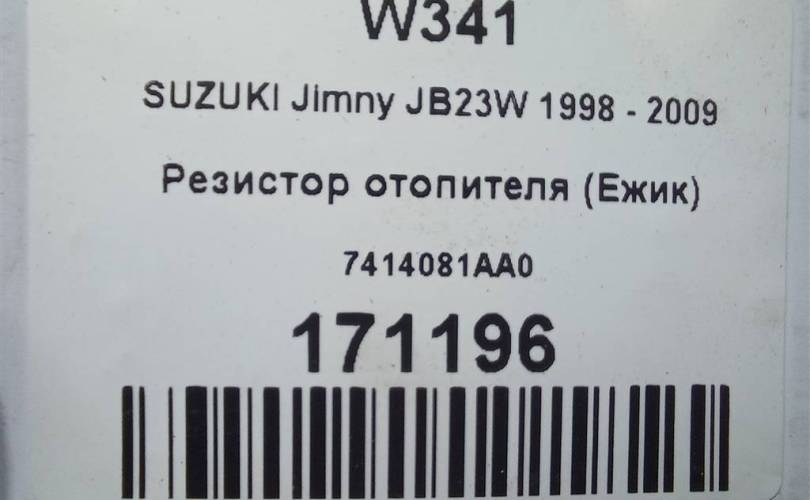 W341
SUZUKI Jimny JB23W 1998 - 2009
Резистор отопителя (Ежик)
7414081AA0
171196